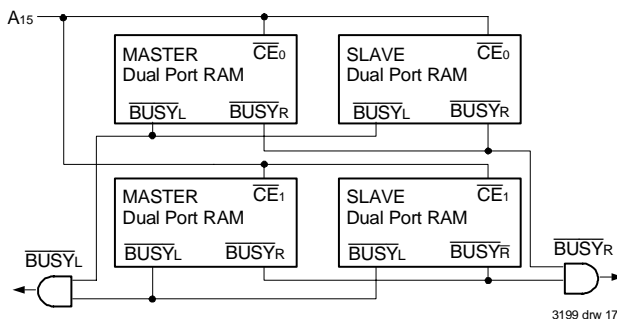 A15
MASTER CE0 SLAVE CE0
Dual Port RAM Dual Port RAM
BUSYL BUSYR BUSYL BUSYR
MASTER CE1 SLAVE CE1
Dual Port RAM Dual Port RAM
BUSYL BUSYR BUSYL BUSYR
BUSYL BUSYR
3199 drw 17